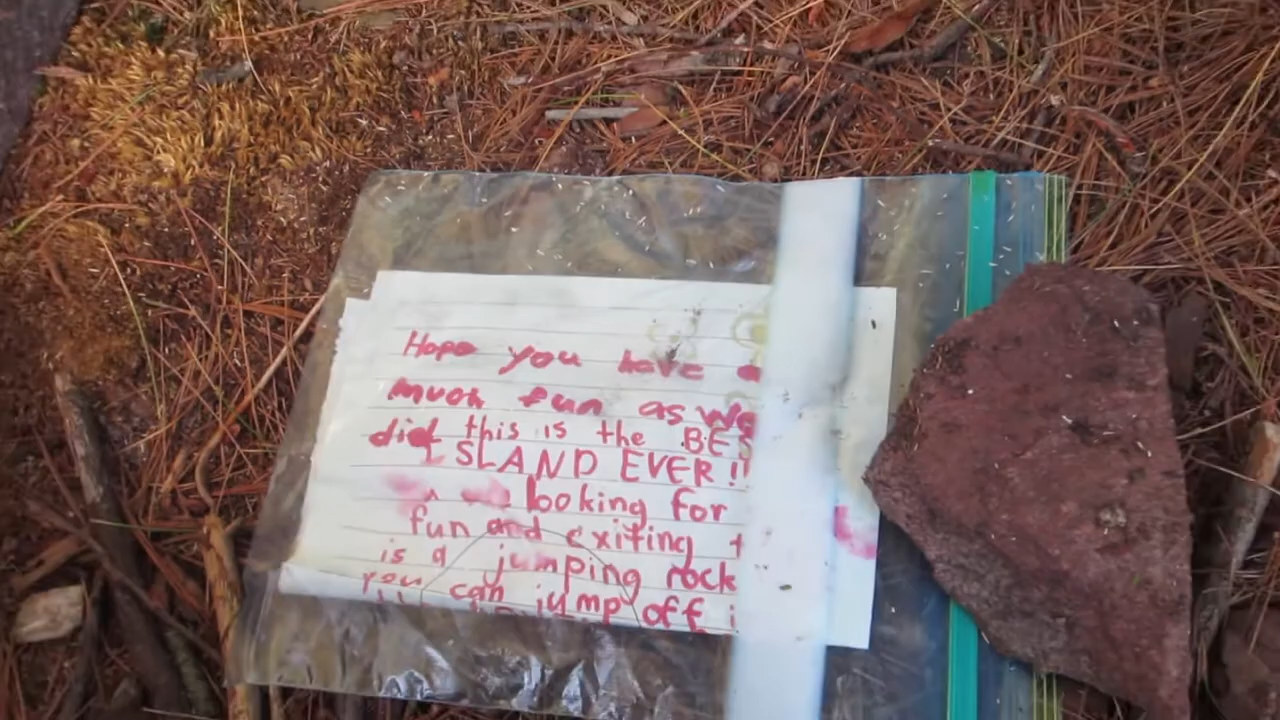 Hope you have
much fun as We
did this is the BES
SLAND EVER !!
looking for
fun and exiting
is a jumping rock
you can jump off